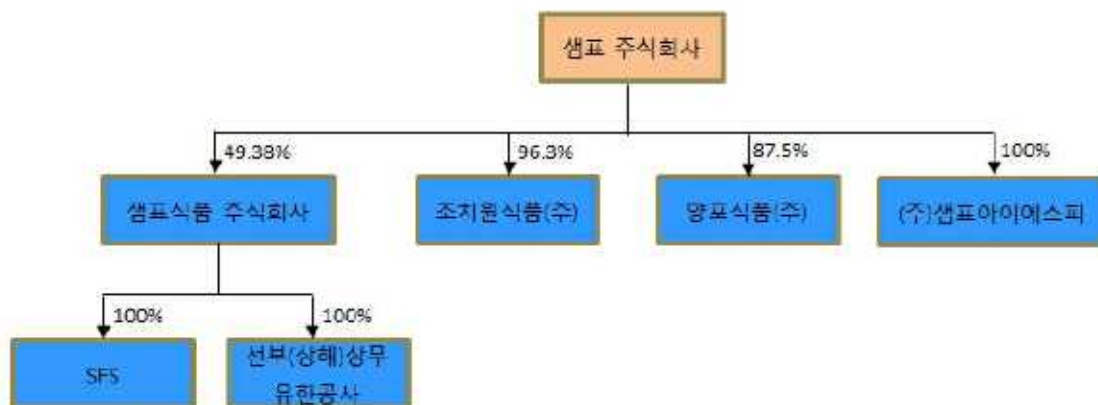 샘표 주식회사
49.38%
96.3%
87.5%
100%
샘표식품 주식회사
조치원식품(주)
양포식품(주)
(주)샘표아이에스피
100%
100%
SFS
선부(상해)상무
유한공사